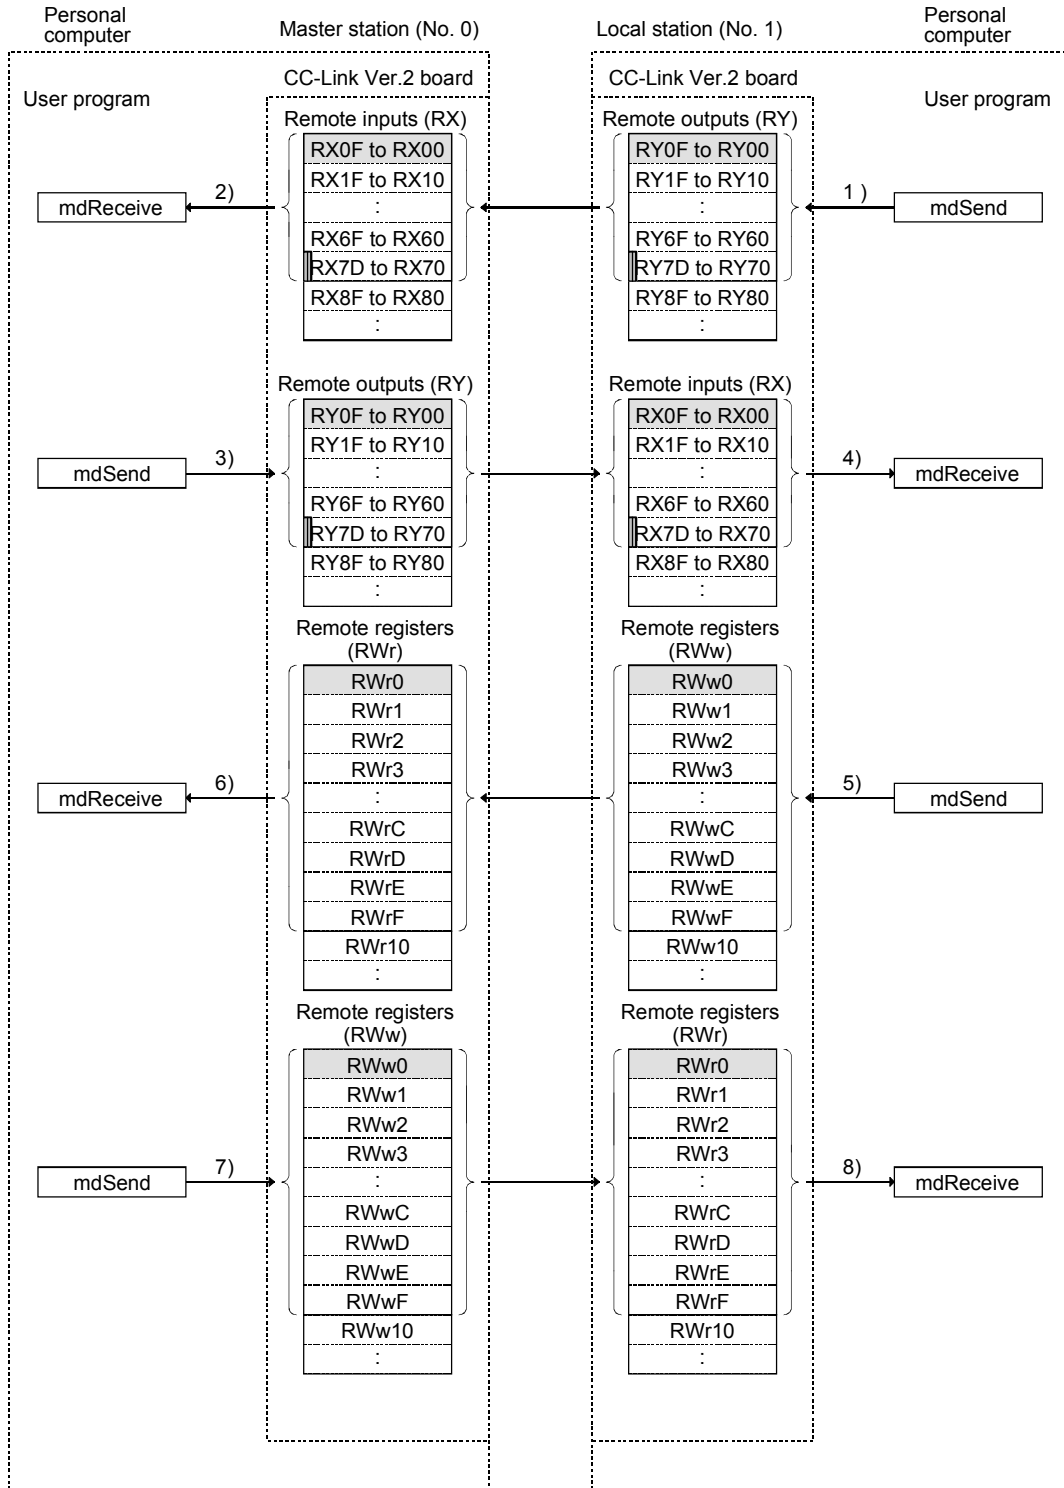 Personal
computer
Master station (No. 0)
Local station (No. 1)
Personal
computer
User program
CC-Link Ver.2 board
CC-Link Ver.2 board
User program
Remote inputs (RX)
RX0F to RX00
RX1F to RX10
:
RX6F to RX60
RX7D to RX70
RX8F to RX80
:
Remote outputs (RY)
RY0F to RY00
RY1F to RY10
:
RY6F to RY60
RY7D to RY70
RY8F to RY80
:
mdReceive
2)
1 )
mdSend
Remote outputs (RY)
RY0F to RY00
RY1F to RY10
:
RY6F to RY60
RY7D to RY70
RY8F to RY80
:
Remote inputs (RX)
RX0F to RX00
RX1F to RX10
:
RX6F to RX60
RX7D to RX70
RX8F to RX80
:
mdSend
3)
4)
mdReceive
Remote registers
(RWr)
RWr0
RWr1
RWr2
RWr3
:
RWrC
RWrD
RWrE
RWrF
RWr10
:
Remote registers
(RWw)
RWw0
RWw1
RWw2
RWw3
:
RWwC
RWwD
RWwE
RWwF
RWw10
:
mdReceive
6)
5)
mdSend
Remote registers
(RWw)
RWw0
RWw1
RWw2
RWw3
:
RWwC
RWwD
RWwE
RWwF
RWw10
:
Remote registers
(RWr)
RWr0
RWr1
RWr2
RWr3
:
RWrC
RWrD
RWrE
RWrF
RWr10
:
mdSend
7)
8)
mdReceive